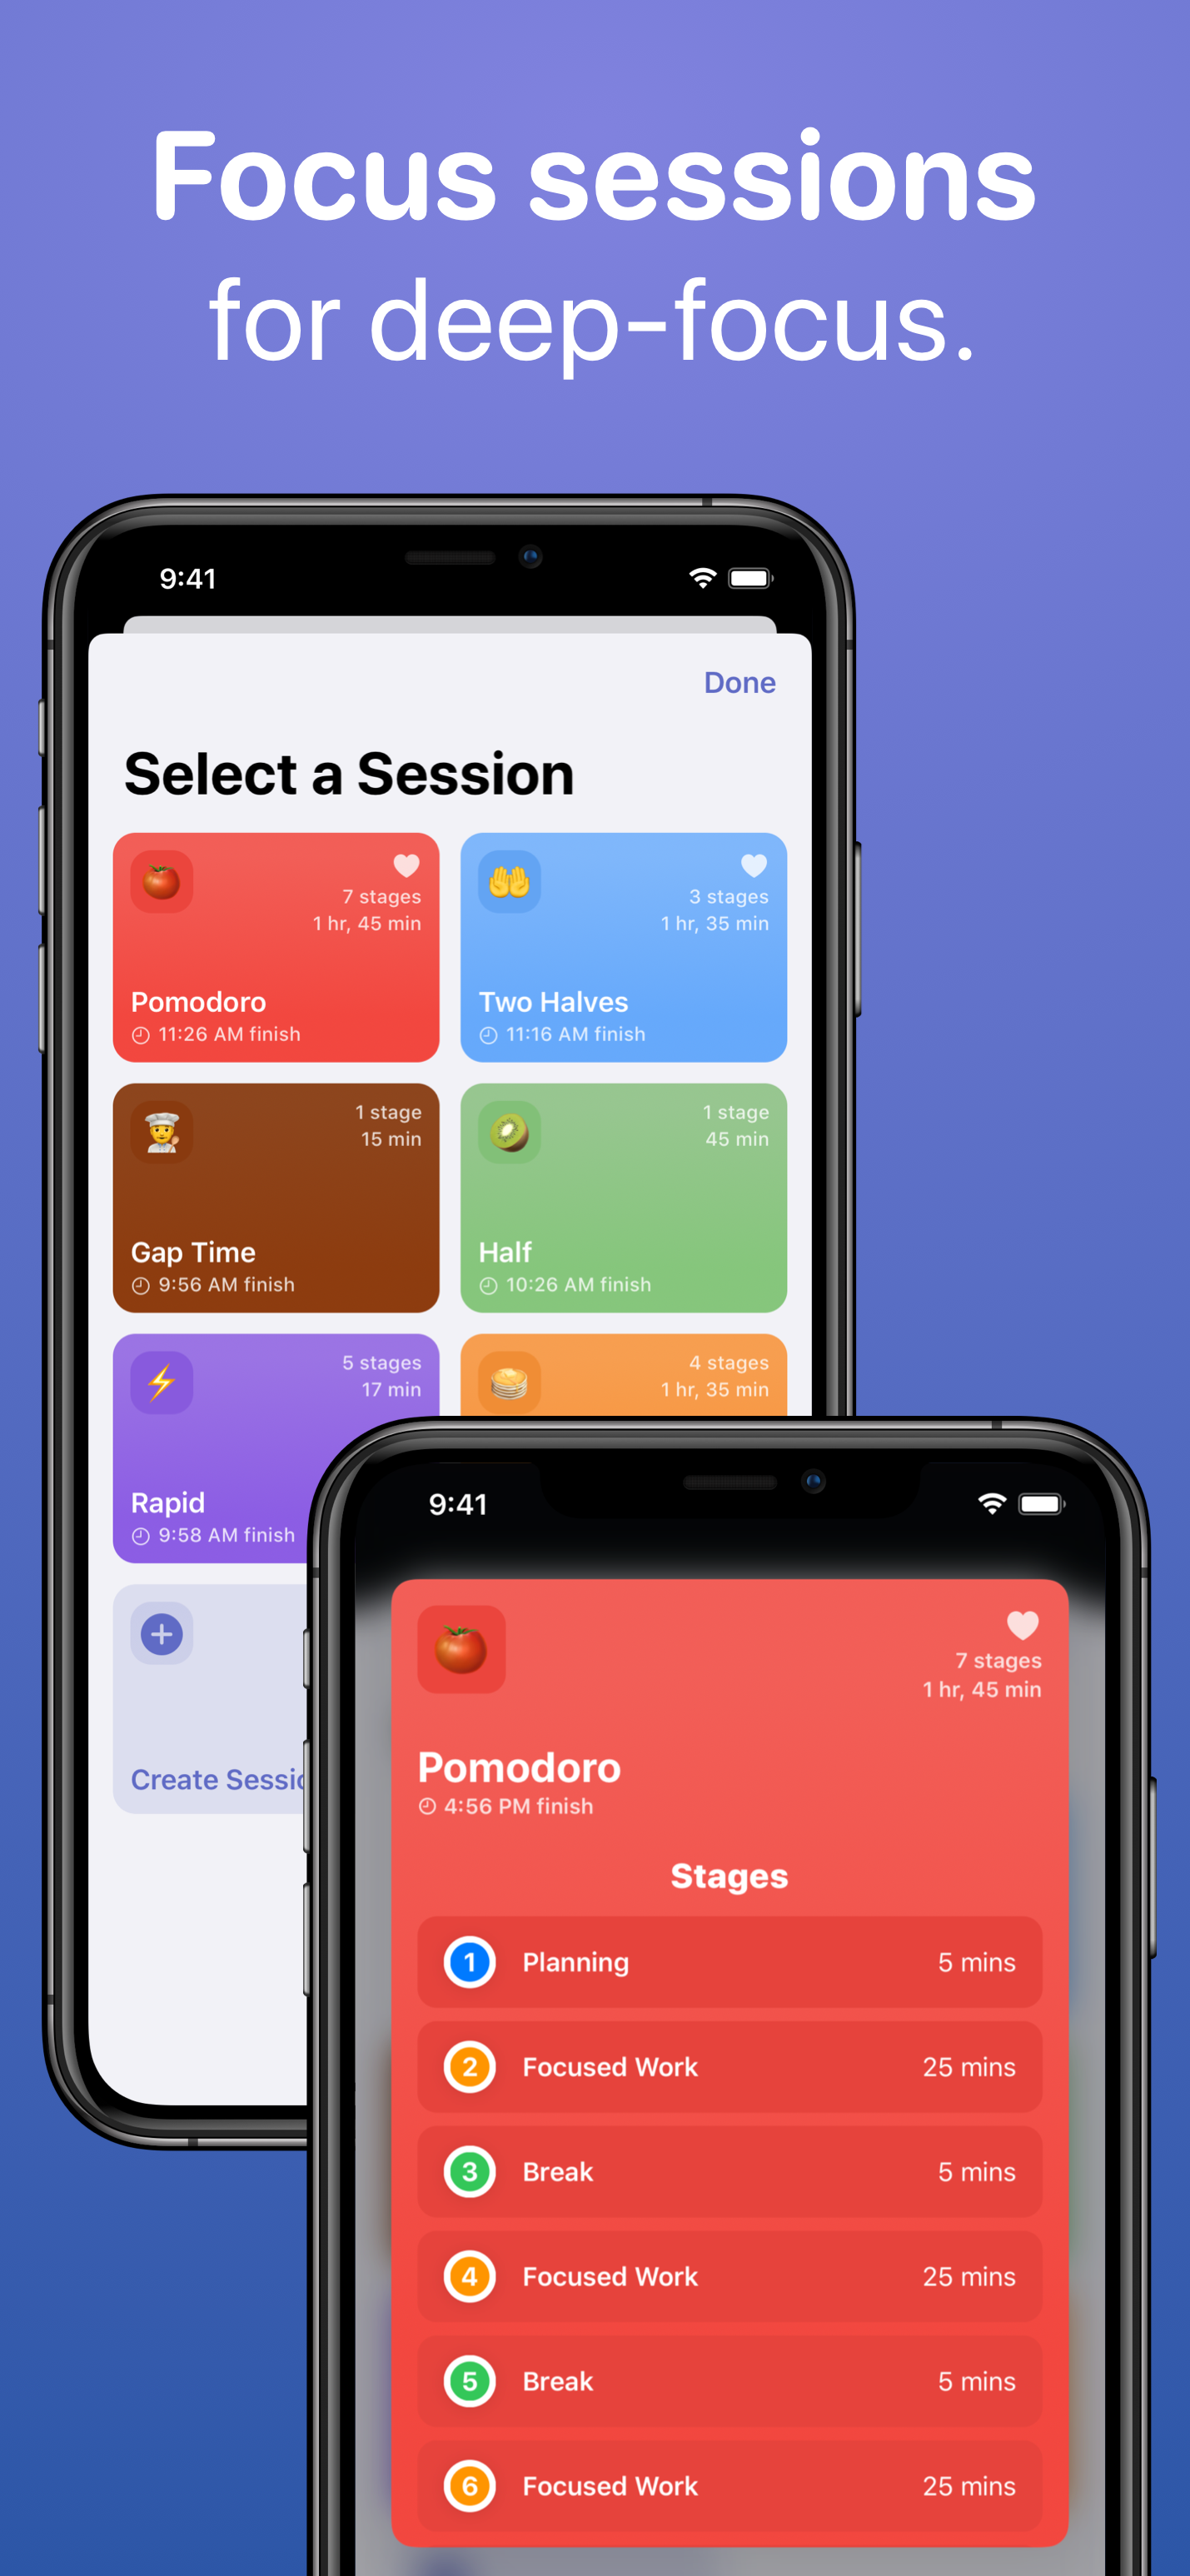 Focus sessions
for deep-focus.
9:41
Done
Select a Session
7 stages
1 hr, 45 min
Pomodoro
11:26 AM finish
3 stages
1 hr, 35 min
Two Halves
11:16 AM finish
1 stage
15 min
Gap Time
9:56 AM finish
1 stage
45 min
Half
10:26 AM finish
5 stages
17 min
Rapid
9:58 AM finish
4 stages
1 hr, 35 min
Create Sessio
9:41
7 stages
1 hr, 45 min
Pomodoro
4:56 PM finish
Stages
1 Planning 5 mins
2 Focused Work 25 mins
3 Break 5 mins
4 Focused Work 25 mins
5 Break 5 mins
6 Focused Work 25 mins